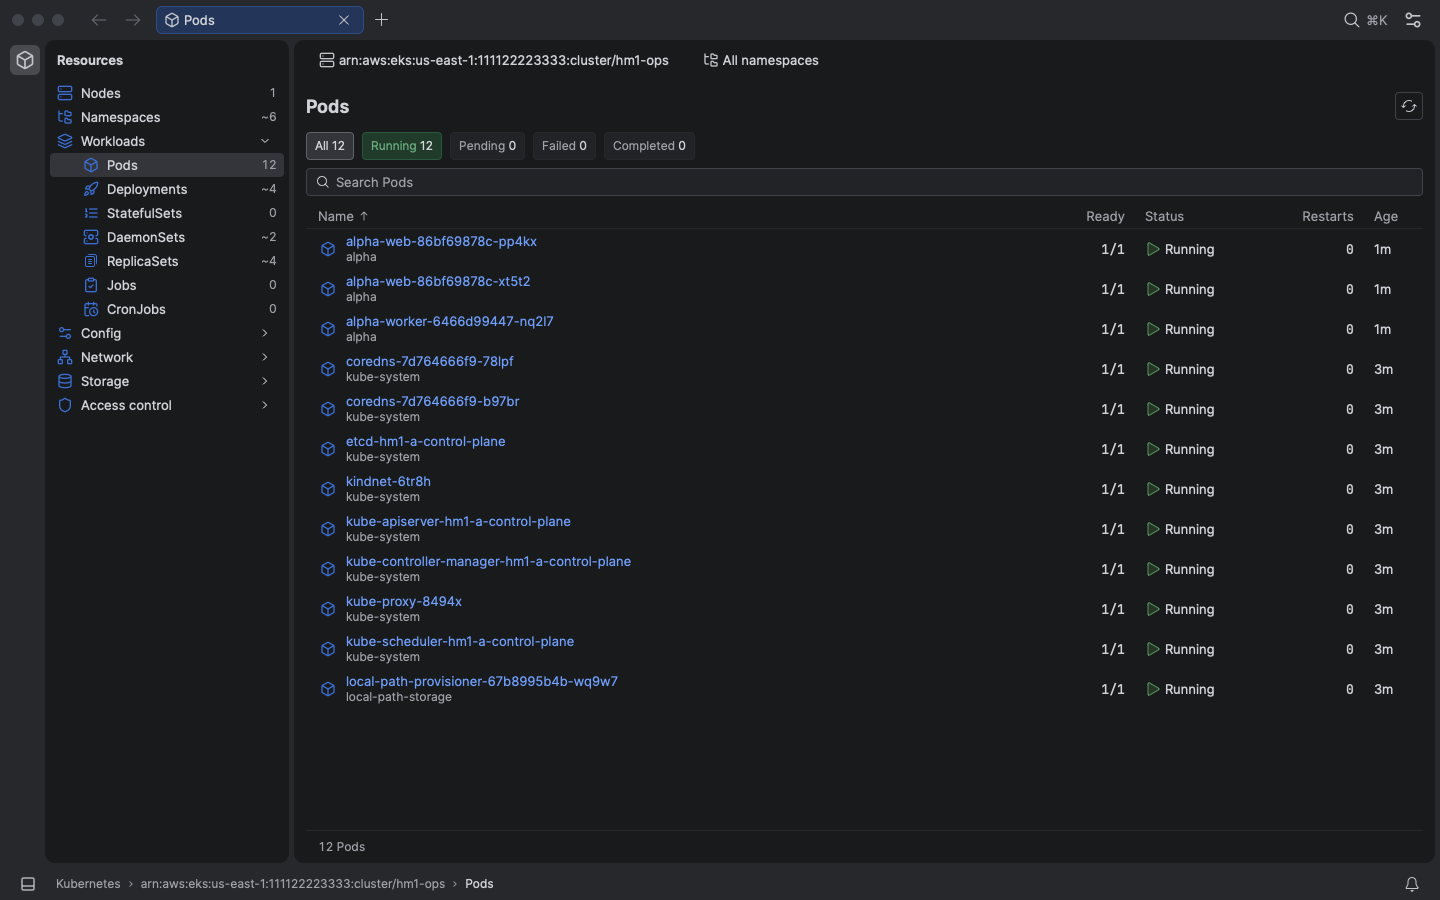 Pods
⌘K
Resources
Nodes 1
Namespaces ~6
Workloads
Pods 12
Deployments ~4
StatefulSets 0
DaemonSets ~2
ReplicaSets ~4
Jobs 0
CronJobs 0
Config
Network
Storage
Access control
arn:aws:eks:us-east-1:111122223333:cluster/hm1-ops All namespaces
Pods
All 12 Running 12 Pending 0 Failed 0 Completed 0
Search Pods
Name ↑ Ready Status Restarts Age
alpha-web-86bf69878c-pp4kx 1/1 Running 0 1m
alpha
alpha-web-86bf69878c-xt5t2 1/1 Running 0 1m
alpha
alpha-worker-6466d99447-nq2l7 1/1 Running 0 1m
alpha
coredns-7d764666f9-78lpf 1/1 Running 0 3m
kube-system
coredns-7d764666f9-b97br 1/1 Running 0 3m
kube-system
etcd-hm1-a-control-plane 1/1 Running 0 3m
kube-system
kindnet-6tr8h 1/1 Running 0 3m
kube-system
kube-apiserver-hm1-a-control-plane 1/1 Running 0 3m
kube-system
kube-controller-manager-hm1-a-control-plane 1/1 Running 0 3m
kube-system
kube-proxy-8494x 1/1 Running 0 3m
kube-system
kube-scheduler-hm1-a-control-plane 1/1 Running 0 3m
kube-system
local-path-provisioner-67b8995b4b-wq9w7 1/1 Running 0 3m
local-path-storage
12 Pods
Kubernetes › arn:aws:eks:us-east-1:111122223333:cluster/hm1-ops › Pods